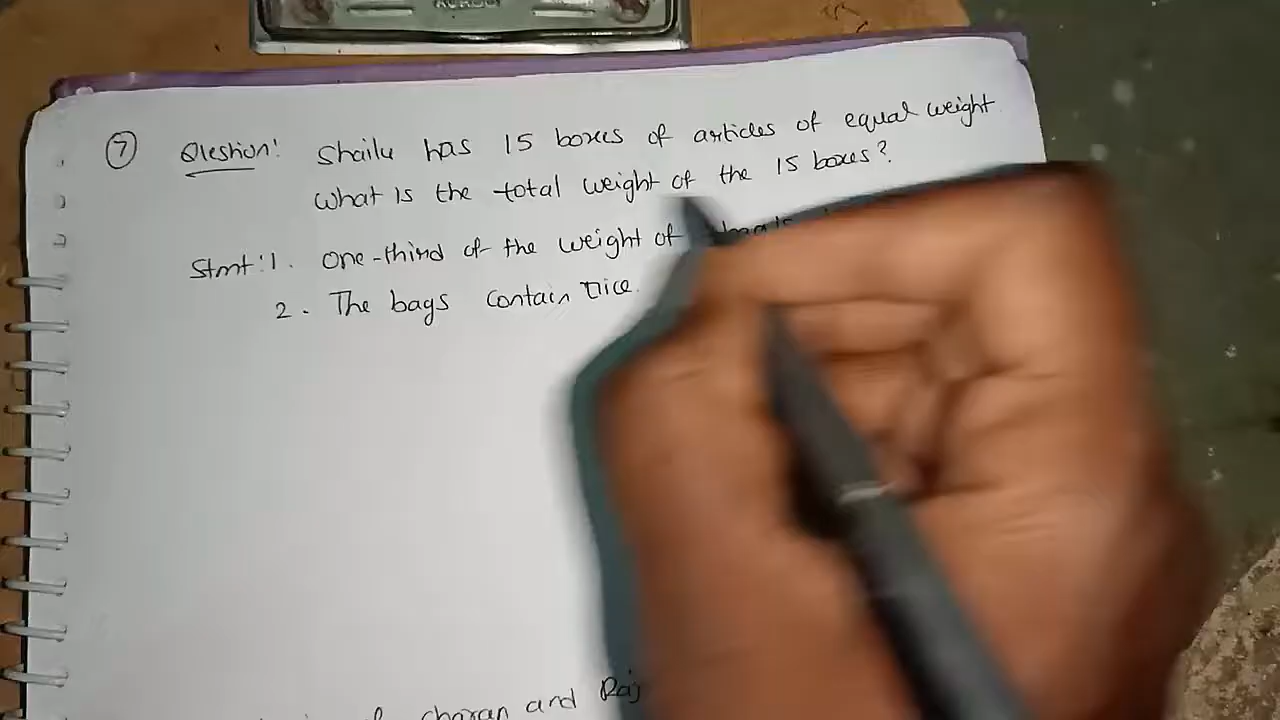 7 Qlestion: Shailu has 15 boxes of articles of equal weight
What is the total weight of the 15 boxes?
Stmt: 1. One-third of the weight of
2. The bags contain rice.
charan and Raj